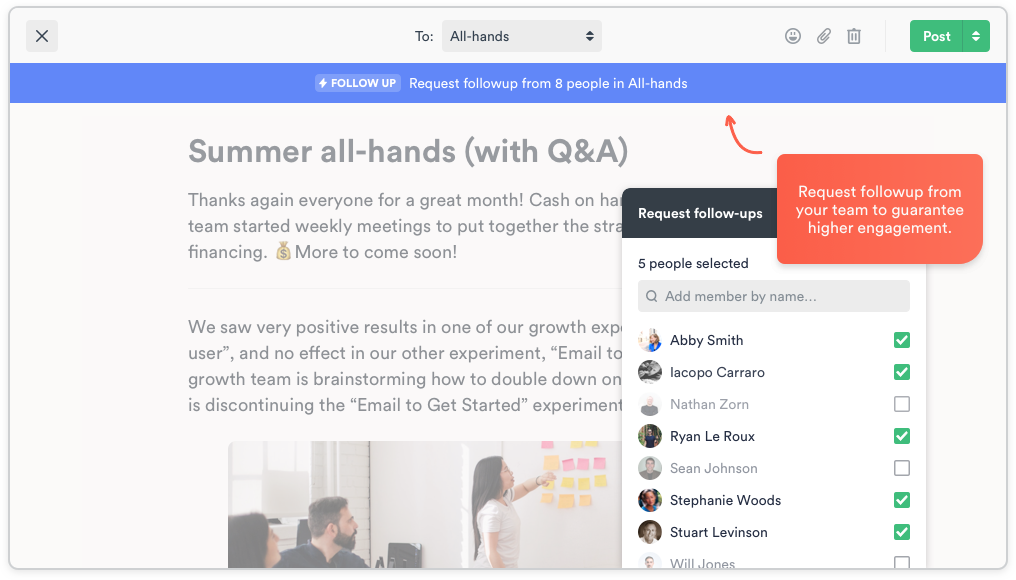 To:
All-hands
Post
FOLLOW UP
Request followup from 8 people in All-hands
Summer all-hands (with Q&A)
Thanks again everyone for a great month! Cash on
team started weekly meetings to put together the
financing. 💰More to come soon!
We saw very positive results in one of our growth
user”, and no effect in our other experiment, “Email to
growth team is brainstorming how to double down on
is discontinuing the “Email to Get Started” experiment
Request followup from
your team to guarantee
higher engagement.
Request follow-ups
5 people selected
Add member by name...
Abby Smith
Iacopo Carraro
Nathan Zorn
Ryan Le Roux
Sean Johnson
Stephanie Woods
Stuart Levinson
Will Jones